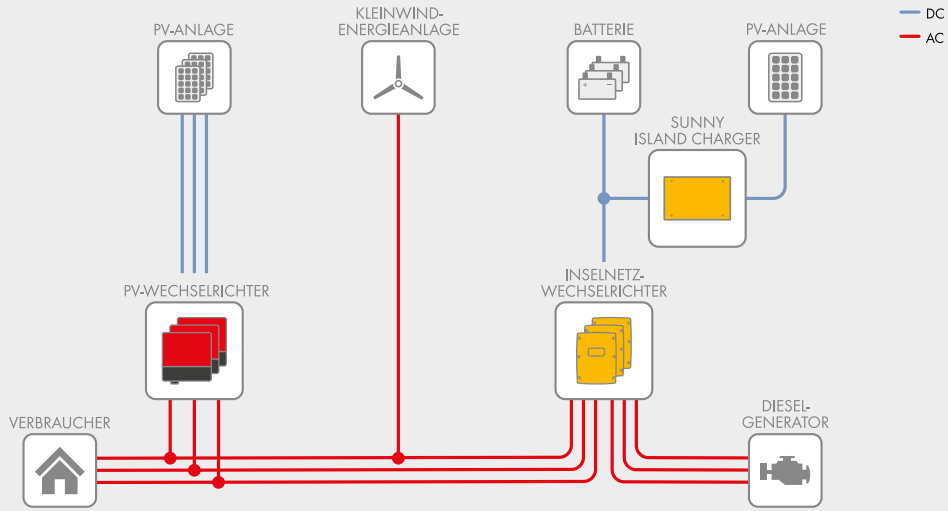 KLEINWIND-
ENERGIEANLAGE
PV-ANLAGE
BATTERIE
PV-ANLAGE
DC
AC
SUNNY
ISLAND CHARGER
PV-WECHSELRICHTER
INSELNETZ-
WECHSELRICHTER
VERBRAUCHER
DIESEL-
GENERATOR